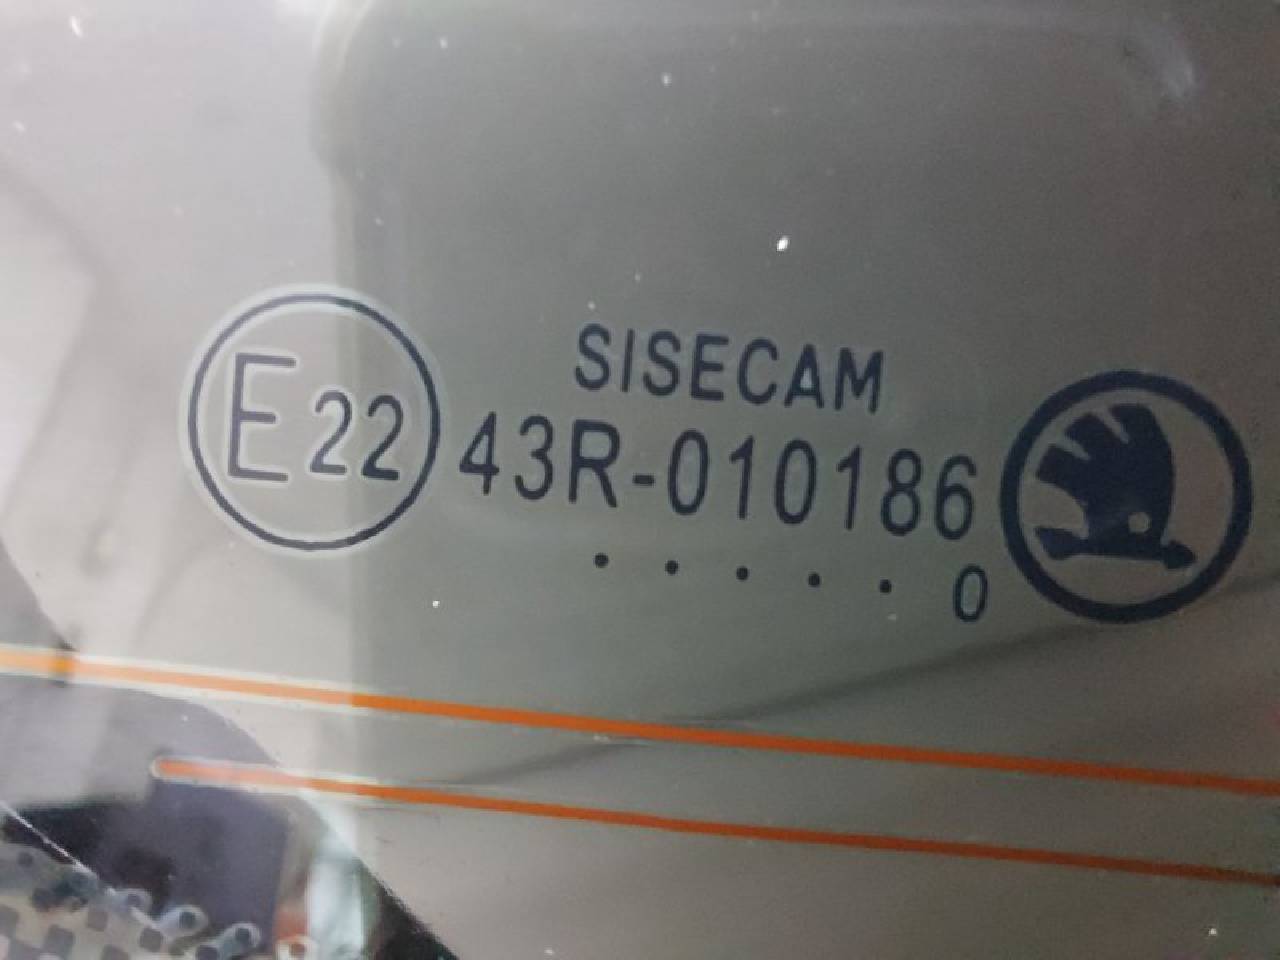 SISECAM
E22 43R-010186
. . . . . 0